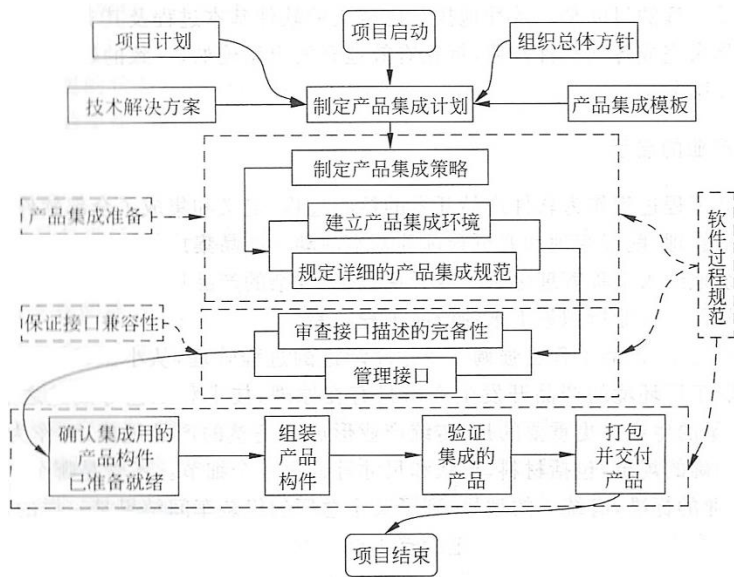 项目计划
项目启动
组织总体方针
技术解决方案
制定产品集成计划
产品集成模板
制定产品集成策略
产品集成准备
建立产品集成环境
规定详细的产品集成规范
软件过程规范
保证接口兼容性
审查接口描述的完备性
管理接口
确认集成用的
产品构件
已准备就绪
组装
产品
构件
验证
集成的
产品
打包
并交付
产品
项目结束